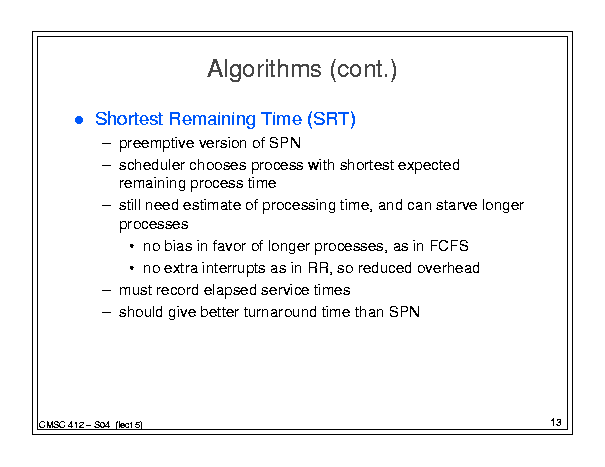 Algorithms (cont.)
● Shortest Remaining Time (SRT)
– preemptive version of SPN
– scheduler chooses process with shortest expected
remaining process time
– still need estimate of processing time, and can starve longer
processes
• no bias in favor of longer processes, as in FCFS
• no extra interrupts as in RR, so reduced overhead
– must record elapsed service times
– should give better turnaround time than SPN
CMSC 412 – S04 (lect5)
13